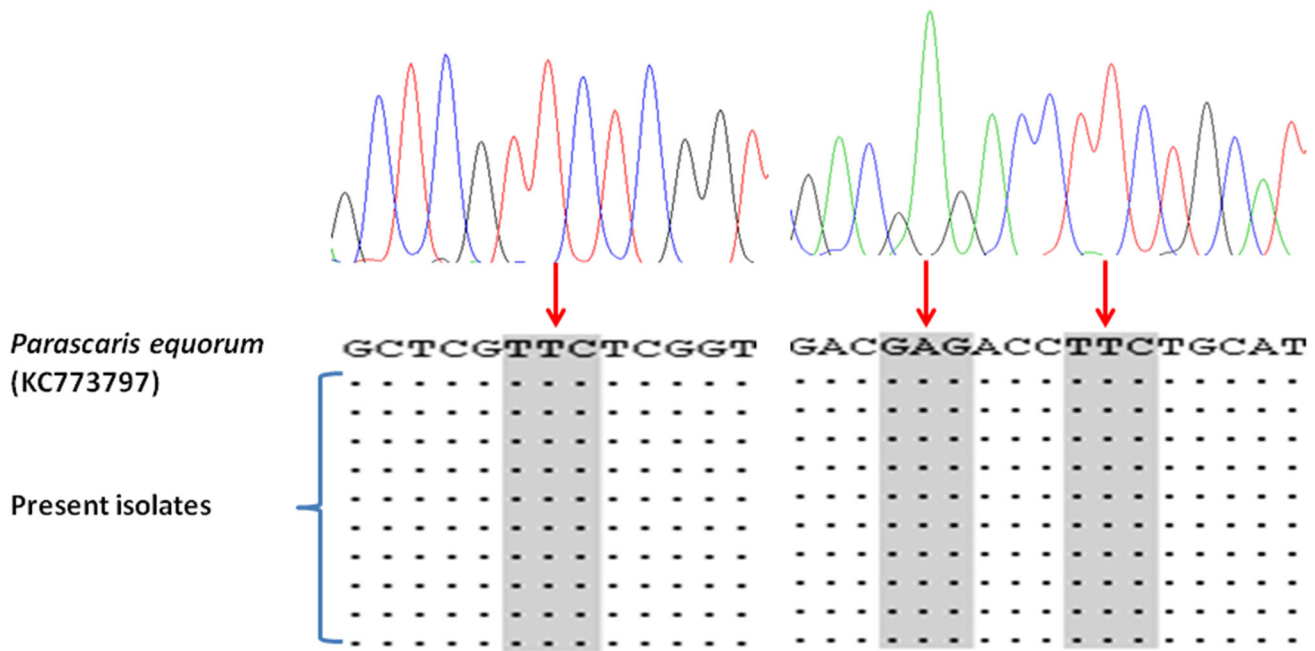 Parascaris equorum
(KC773797)
GCTCGTTCTCGGT
GACGAGACCTTCTGCAT
Present isolates